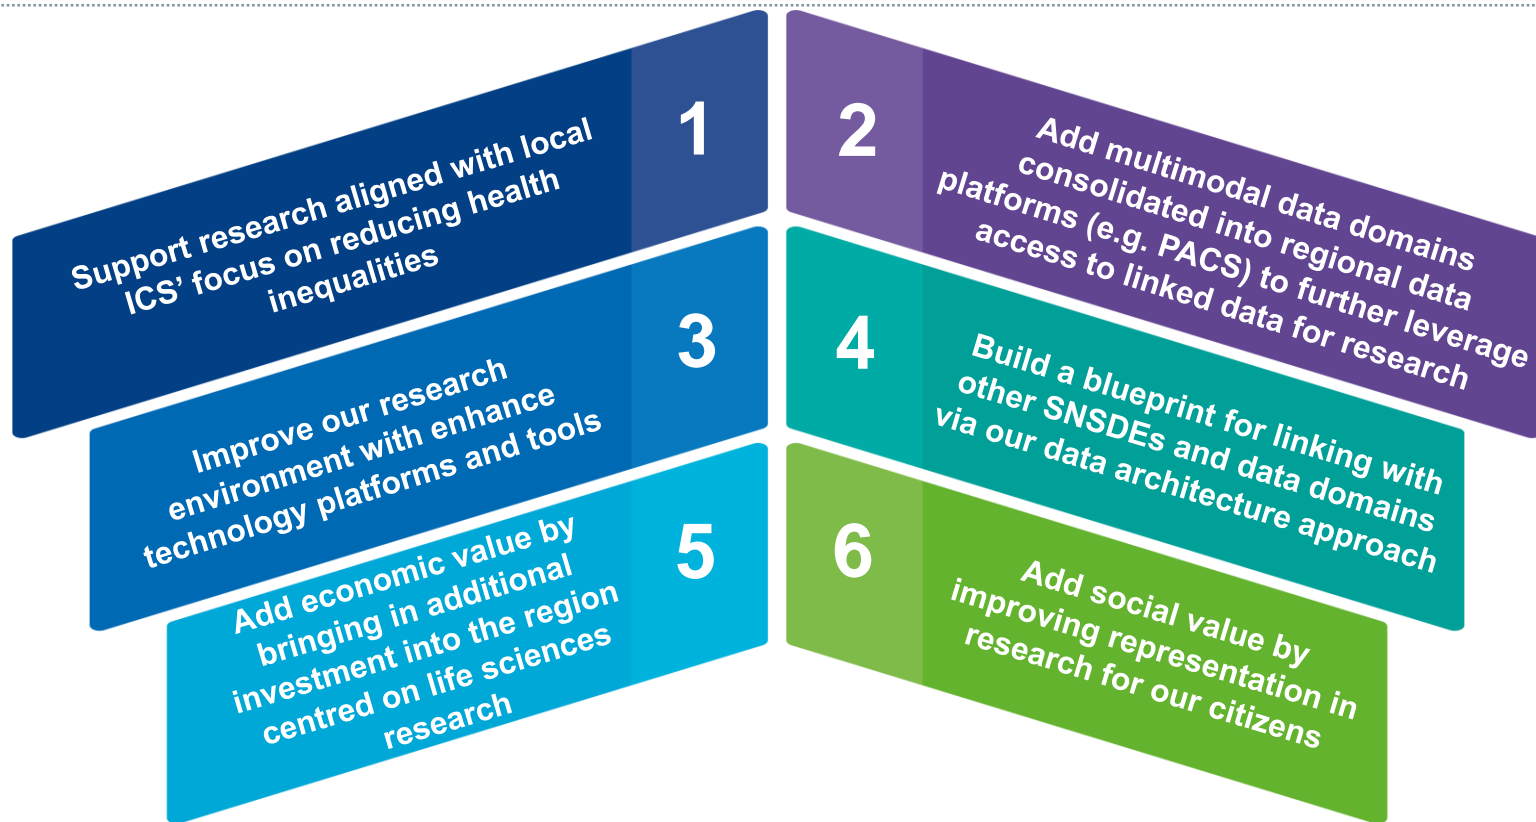 1
Support research aligned with local
ICS’ focus on reducing health
inequalities
2
Add multimodal data domains
consolidated into regional data
platforms (e.g. PACS) to further leverage
access to linked data for research
3
Improve our research
environment with enhance
technology platforms and tools
4
Build a blueprint for linking with
other SNSDEs and data domains
via our data architecture approach
5
Add economic value by
bringing in additional
investment into the region
centred on life sciences
research
6
Add social value by
improving representation in
research for our citizens